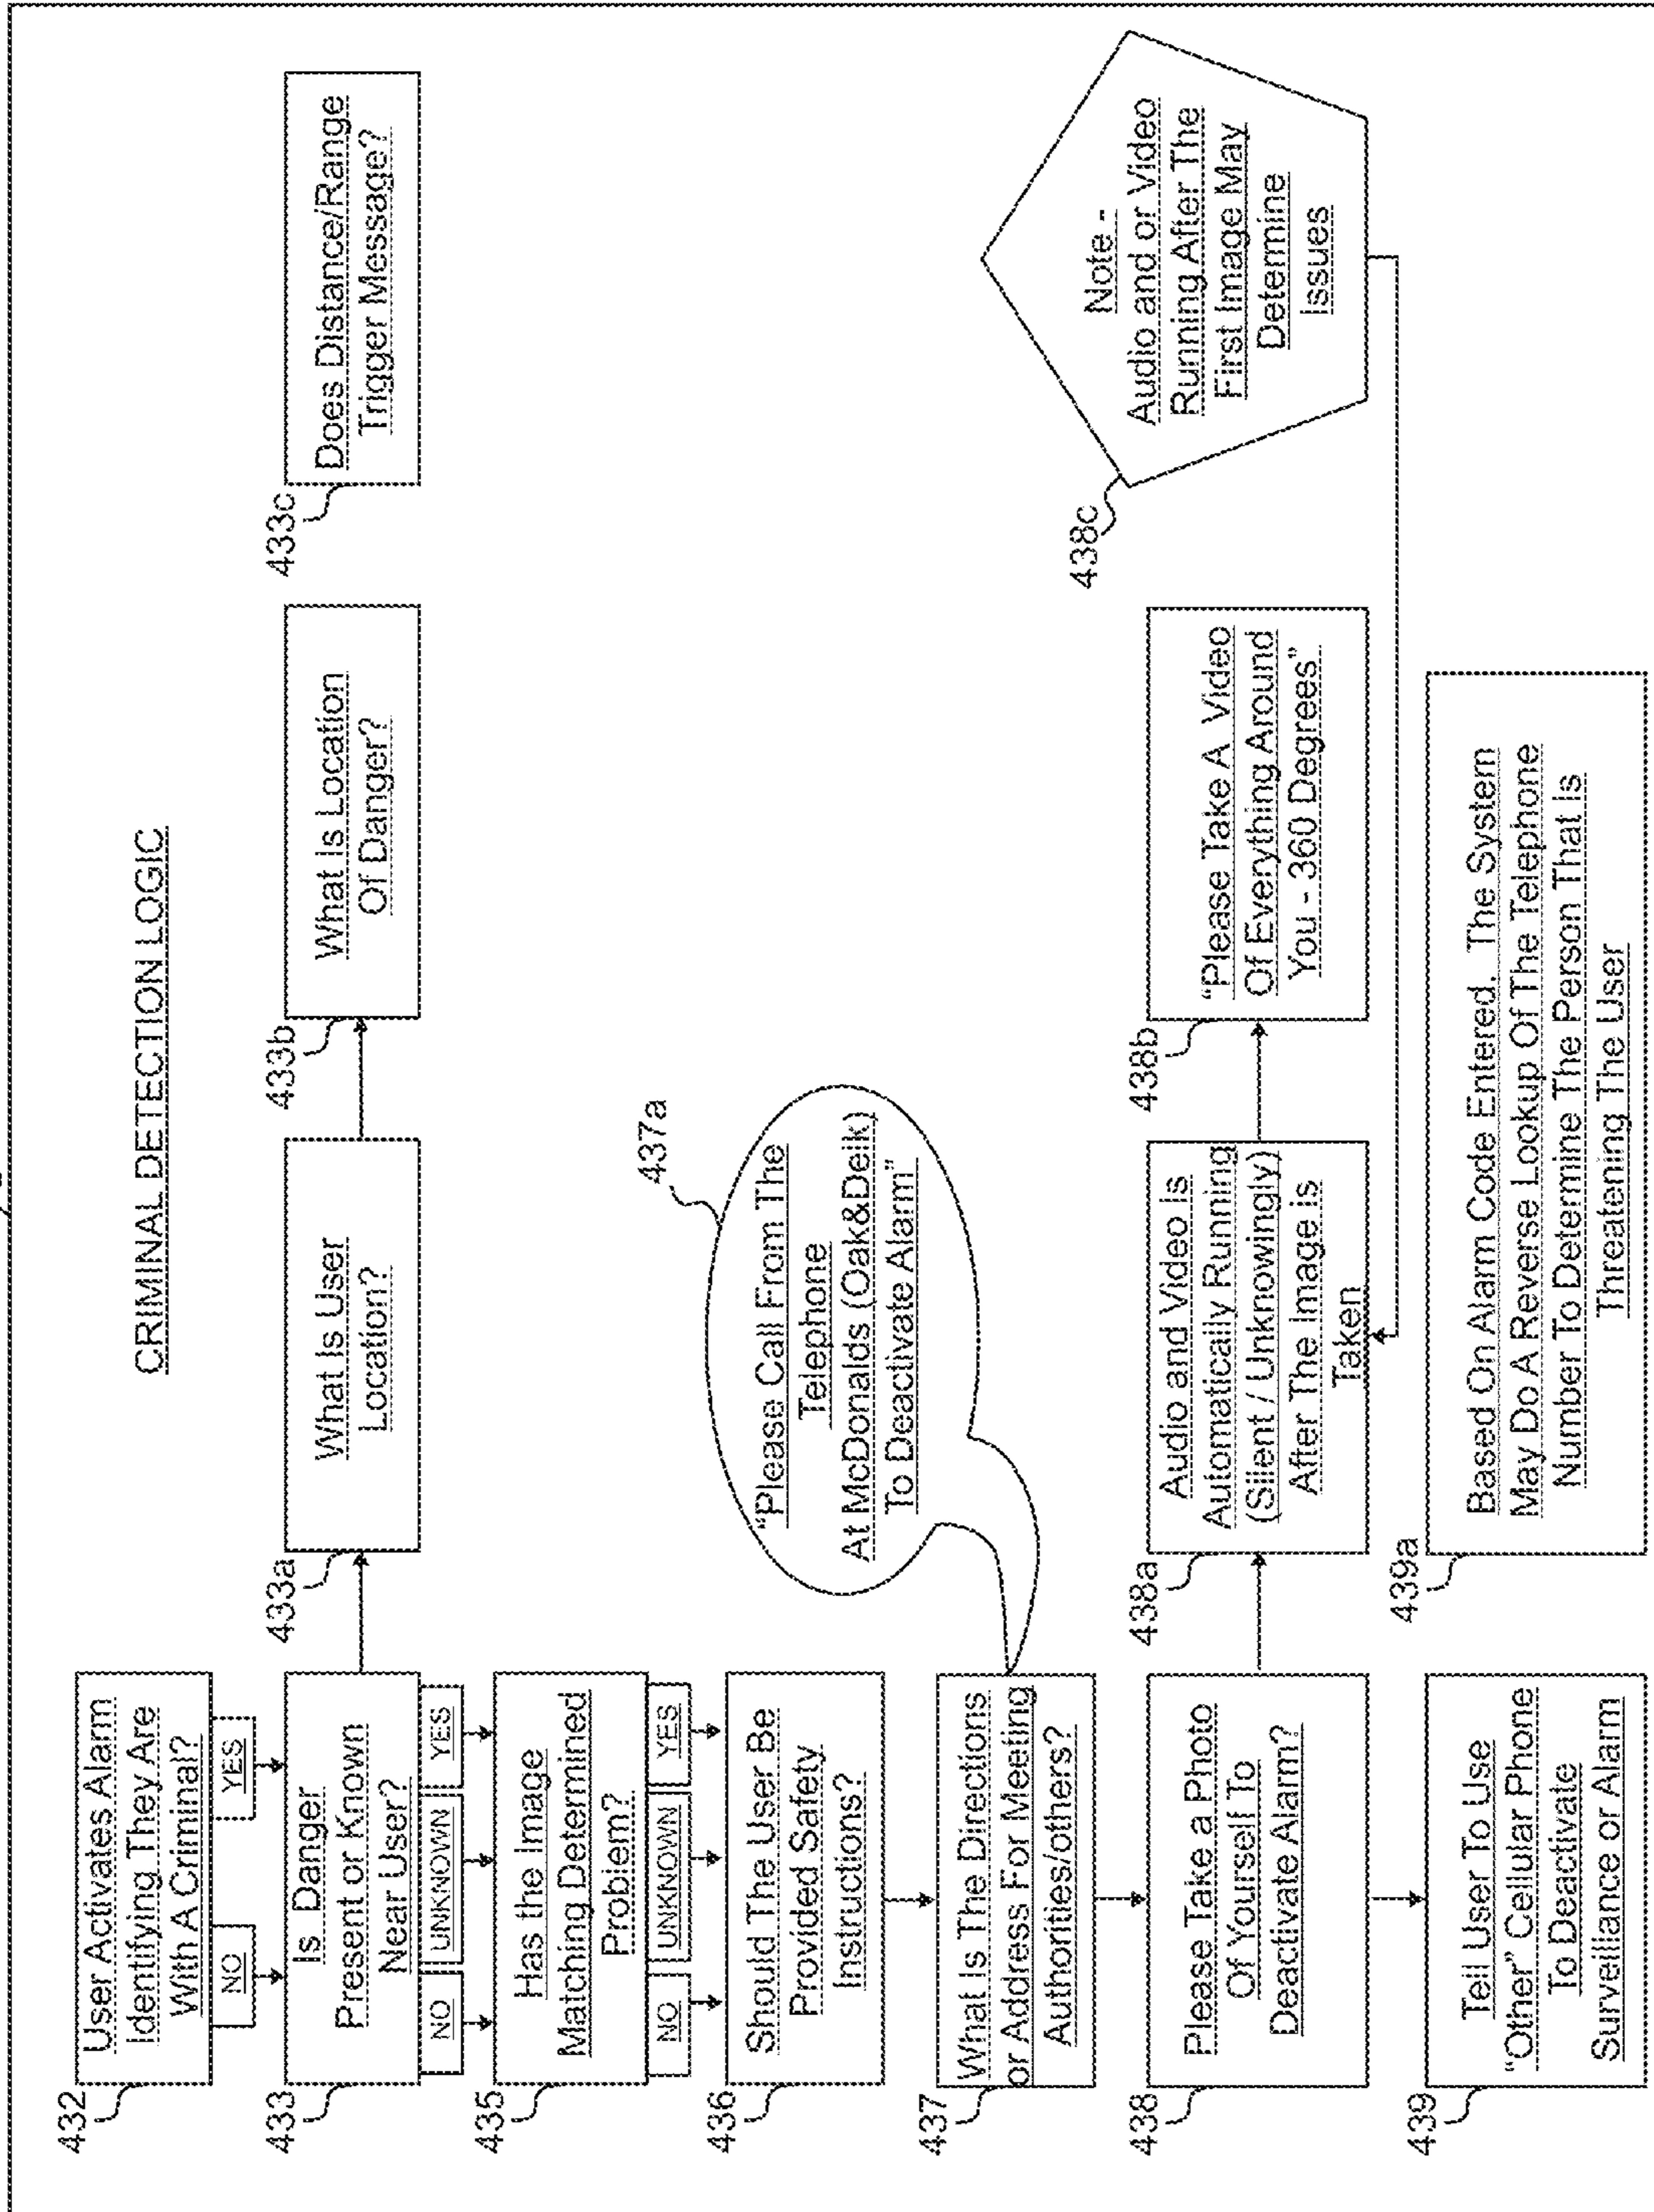 CRIMINAL DETECTION LOGIC
432
User Activates Alarm
Identifying They Are
With A Criminal?
NO
YES
433
Is Danger
Present or Known
Near User?
NO
UNKNOWN
YES
433a
What Is User
Location?
433b
What Is Location
Of Danger?
433c
Does Distance/Range
Trigger Message?
435
Has the Image
Matching Determined
Problem?
NO
UNKNOWN
YES
436
Should The User Be
Provided Safety
Instructions?
437
What Is The Directions
or Address For Meeting
Authorities/others?
437a
"Please Call From The
Telephone
At McDonalds (Oak&Delk)
To Deactivate Alarm"
438
Please Take a Photo
Of Yourself To
Deactivate Alarm?
438a
Audio and Video Is
Automatically Running
(Silent / Unknowingly)
After The Image is
Taken
438b
"Please Take A Video
Of Everything Around
You - 360 Degrees"
438c
Note -
Audio and or Video
Running After The
First Image May
Determine
Issues
439
Tell User To Use
"Other" Cellular Phone
To Deactivate
Surveillance or Alarm
439a
Based On Alarm Code Entered. The System
May Do A Reverse Lookup Of The Telephone
Number To Determine The Person That Is
Threatening The User